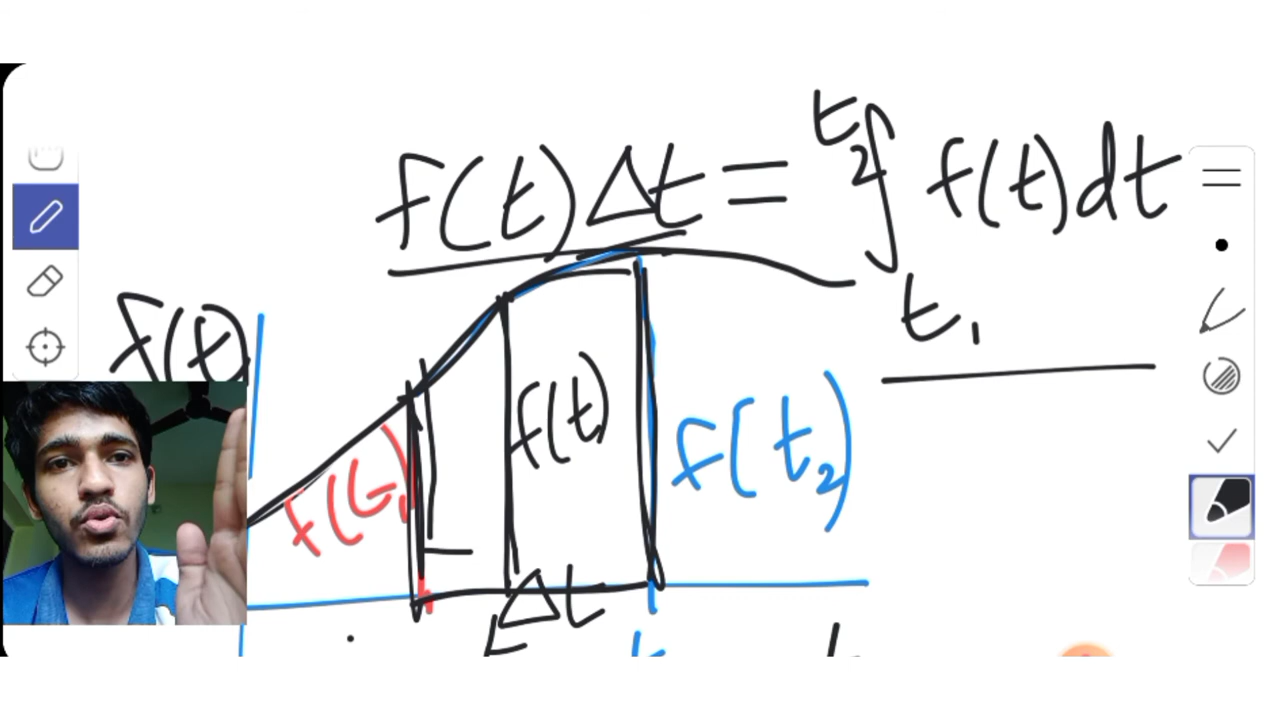 f(t)Δt = ∫ f(t)dt
t2
t1
f(t)
f(t)
f(t1)
f(t2)
Δt
t